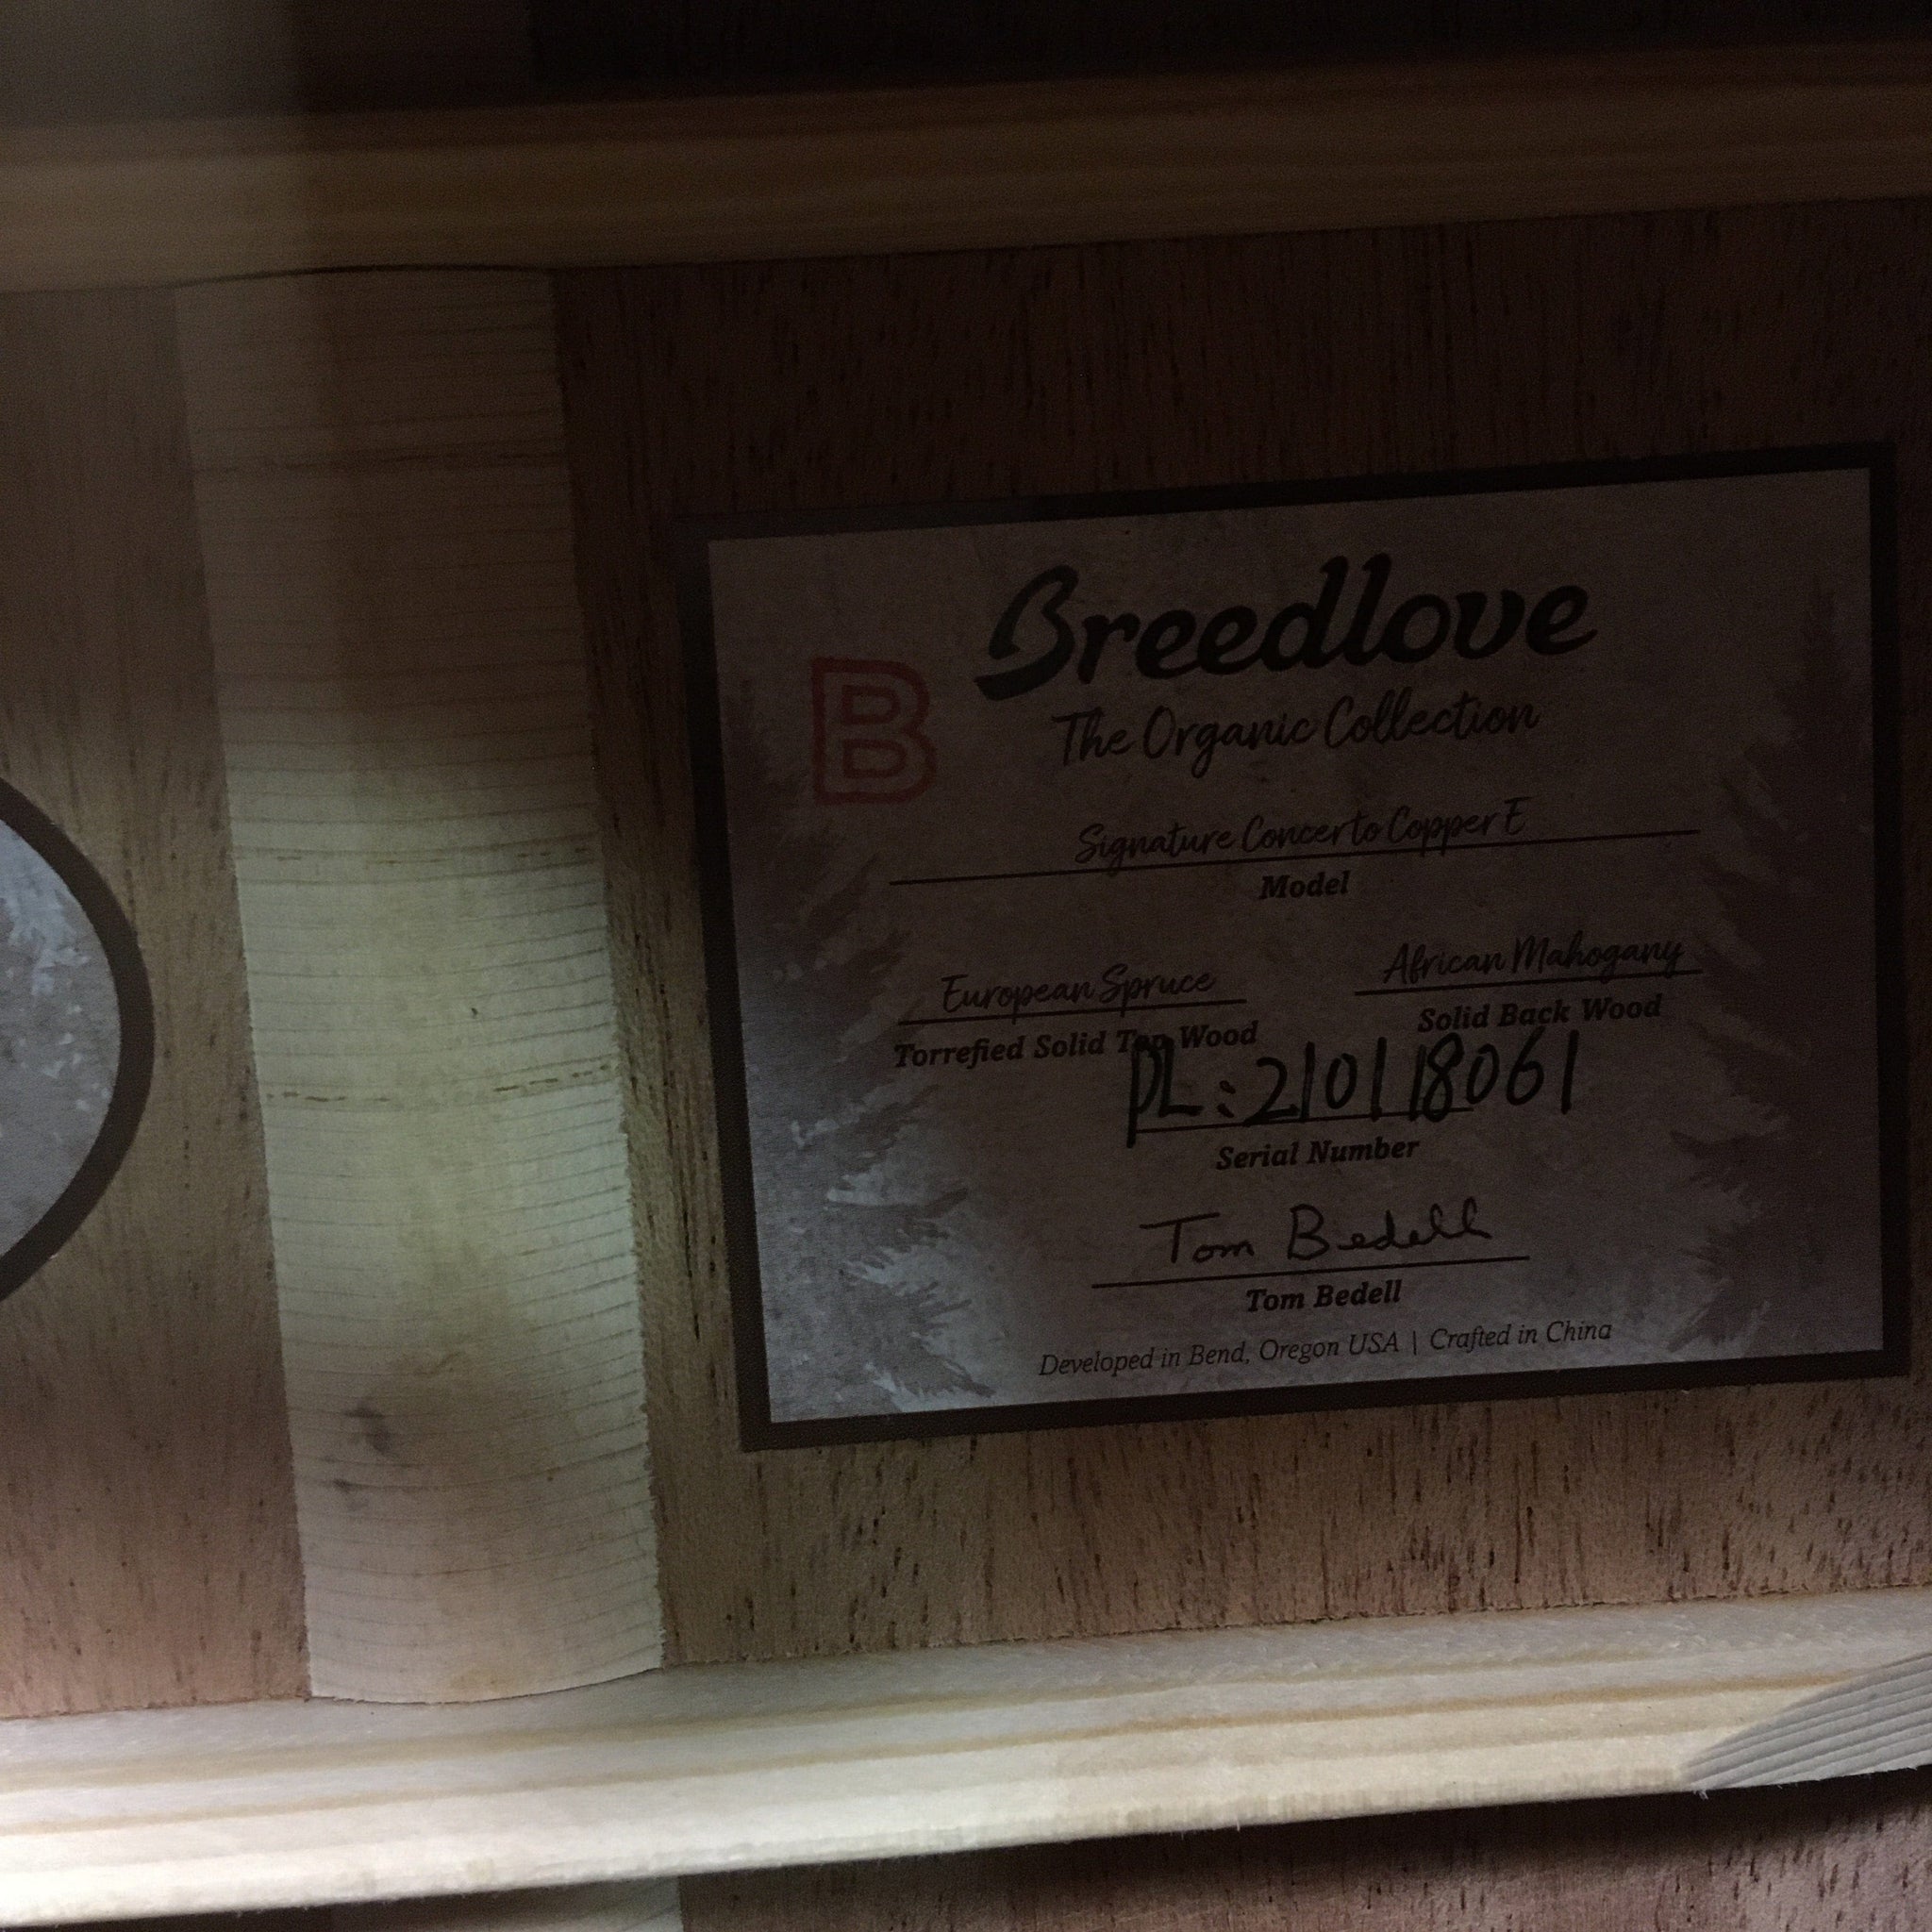 Breedlove
B
The Organic Collection
Signature Concerto Copper E
Model
European Spruce
Torrefied Solid Top Wood
African Mahogany
Solid Back Wood
PL:210118061
Serial Number
Tom Bedell
Tom Bedell
Developed in Bend, Oregon USA | Crafted in China